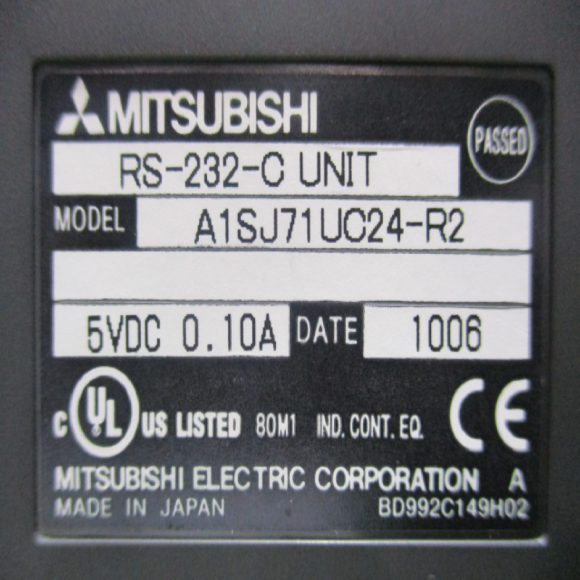 MITSUBISHI
PASSED
RS-232-C UNIT
MODEL A1SJ71UC24-R2
5VDC 0.10A DATE 1006
C UL US LISTED 80M1 IND. CONT. EQ. CE
MITSUBISHI ELECTRIC CORPORATION A
MADE IN JAPAN BD992C149H02